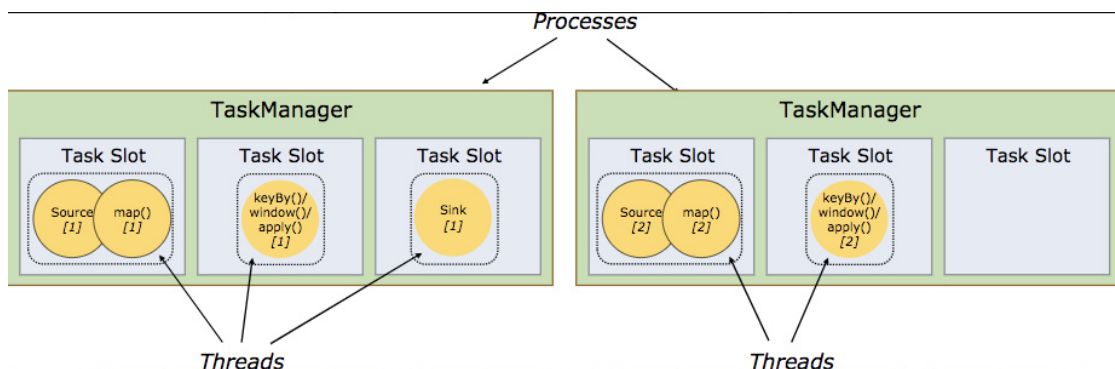 Processes
TaskManager
Task Slot
Source
[1]
map()
[1]
Task Slot
keyBy()/
window()/
apply()
[1]
Task Slot
Sink
[1]
TaskManager
Task Slot
Source
[2]
map()
[2]
Task Slot
keyBy()/
window()/
apply()
[2]
Task Slot
Threads
Threads